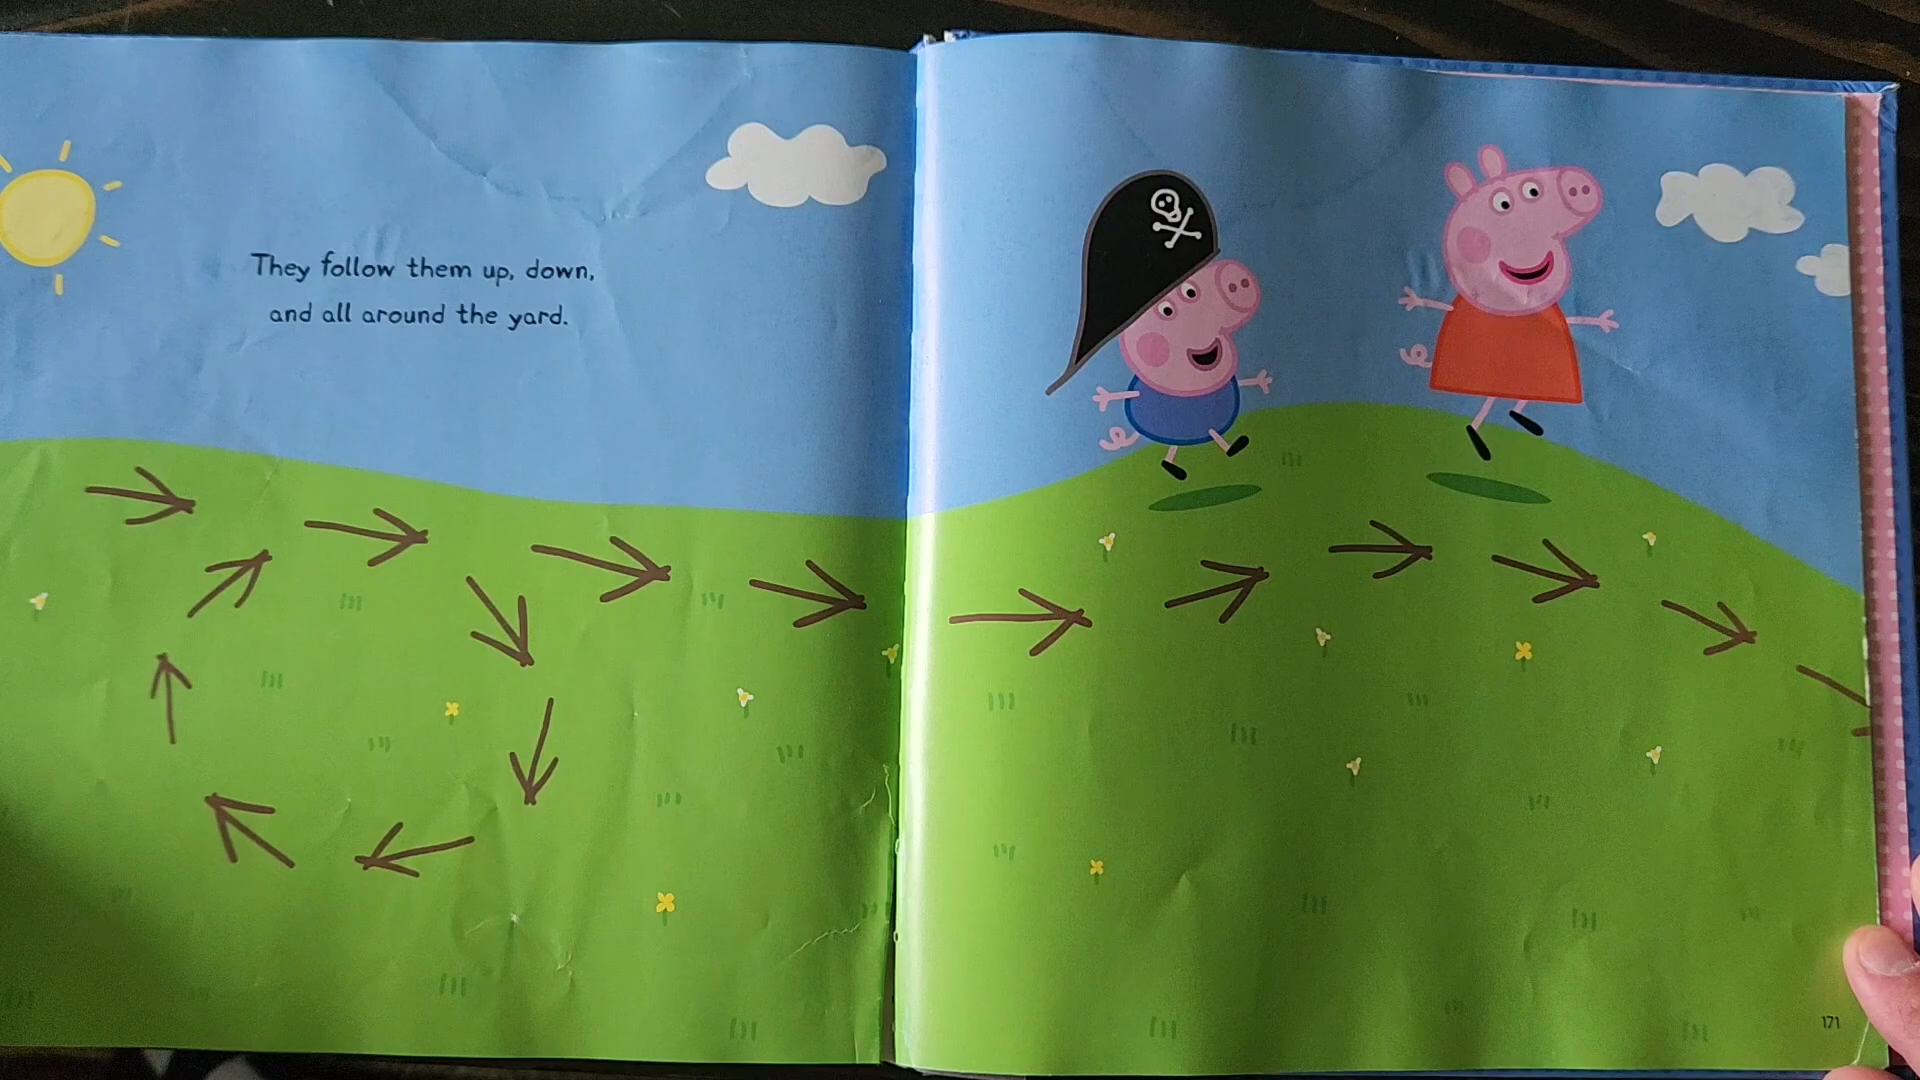 They follow them up, down,
and all around the yard.
171